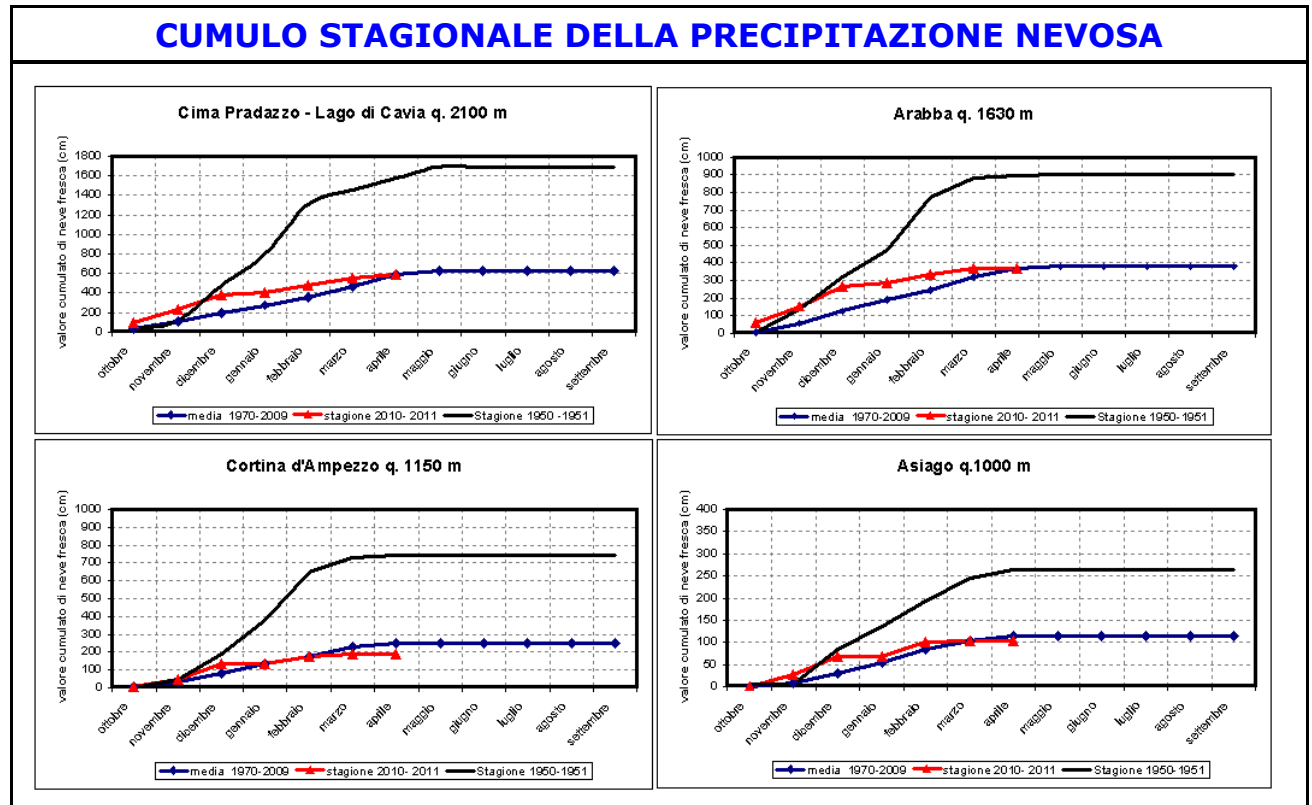 CUMULO STAGIONALE DELLA PRECIPITAZIONE NEVOSA
Cima Pradazzo - Lago di Cavia q. 2100 m
valore cumulato di neve fresca (cm)
1800
1600
1400
1200
1000
800
600
400
200
0
ottobre
novembre
dicembre
gennaio
febbraio
marzo
aprile
maggio
giugno
luglio
agosto
settembre
media 1970-2009
stagione 2010- 2011
Stagione 1950 -1951
Arabba q. 1630 m
valore cumulato di neve fresca (cm)
1000
900
800
700
600
500
400
300
200
100
0
ottobre
novembre
dicembre
gennaio
febbraio
marzo
aprile
maggio
giugno
luglio
agosto
settembre
media 1970-2009
stagione 2010- 2011
Stagione 1950-1951
Cortina d'Ampezzo q. 1150 m
valore cumulato di neve fresca (cm)
1000
900
800
700
600
500
400
300
200
100
0
ottobre
novembre
dicembre
gennaio
febbraio
marzo
aprile
maggio
giugno
luglio
agosto
settembre
media 1970-2009
stagione 2010- 2011
Stagione 1950-1951
Asiago q.1000 m
valore cumulato di neve fresca (cm)
400
350
300
250
200
150
100
50
0
ottobre
novembre
dicembre
gennaio
febbraio
marzo
aprile
maggio
giugno
luglio
agosto
settembre
media 1970-2009
stagione 2010- 2011
Stagione 1950-1951